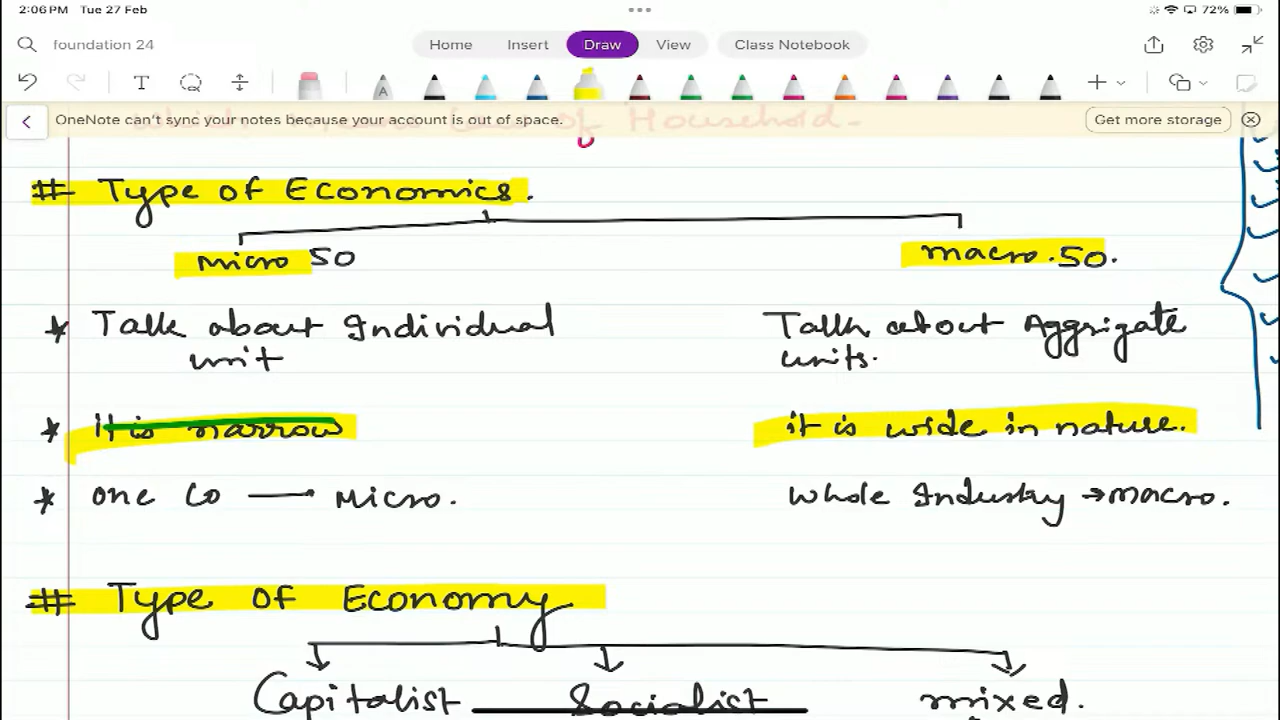 2:06 PM Tue 27 Feb
72%
foundation 24
Home Insert Draw View Class Notebook
OneNote can't sync your notes because your account is out of space.
Get more storage
of Household.
# Type of Economics.
micro 50
macro. 50.
* Talk about Individual
unit
Talk about Aggrigate
units.
* it is narrow
it is wide in nature.
* one Co → Micro.
whole Industry → macro.
# Type of Economy
Capitalist Socialist mixed.